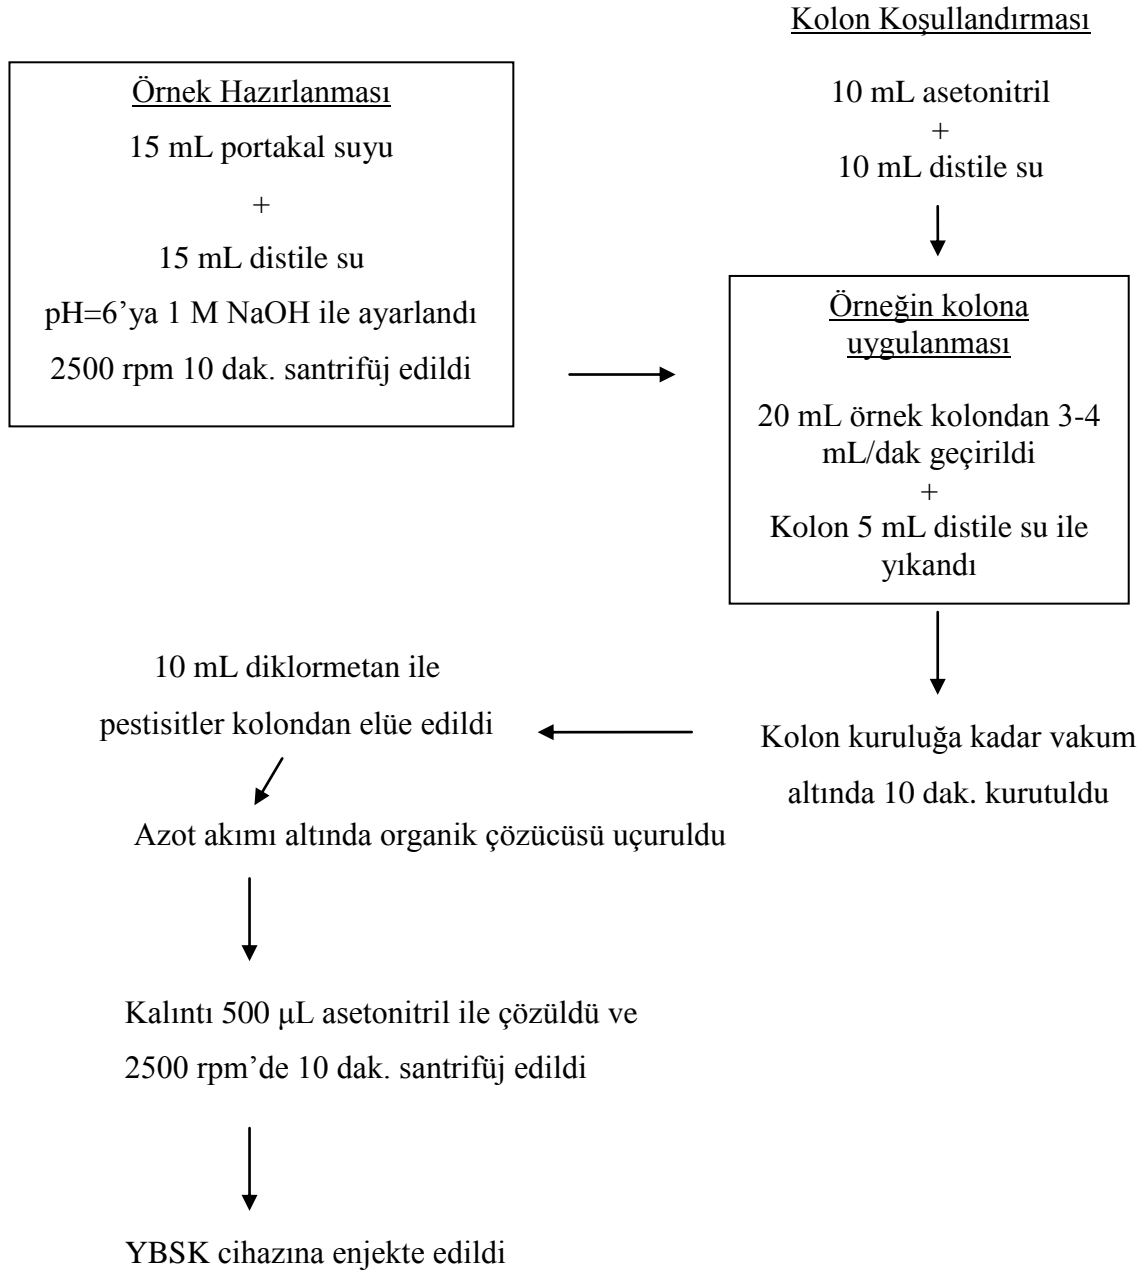 Örnek Hazırlanması
15 mL portakal suyu
+
15 mL distile su
pH=6’ya 1 M NaOH ile ayarlandı
2500 rpm 10 dak. santrifüj edildi
Kolon Koşullandırması
10 mL asetonitril
+
10 mL distile su
Örneğin kolona
uygulanması
20 mL örnek kolondan 3-4
mL/dak geçirildi
+
Kolon 5 mL distile su ile
yıkandı
Kolon kuruluğa kadar vakum
altında 10 dak. kurutuldu
10 mL diklormetan ile
pestisitler kolondan elüe edildi
Azot akımı altında organik çözücüsü uçuruldu
Kalıntı 500 µL asetonitril ile çözüldü ve
2500 rpm’de 10 dak. santrifüj edildi
YBSK cihazına enjekte edildi